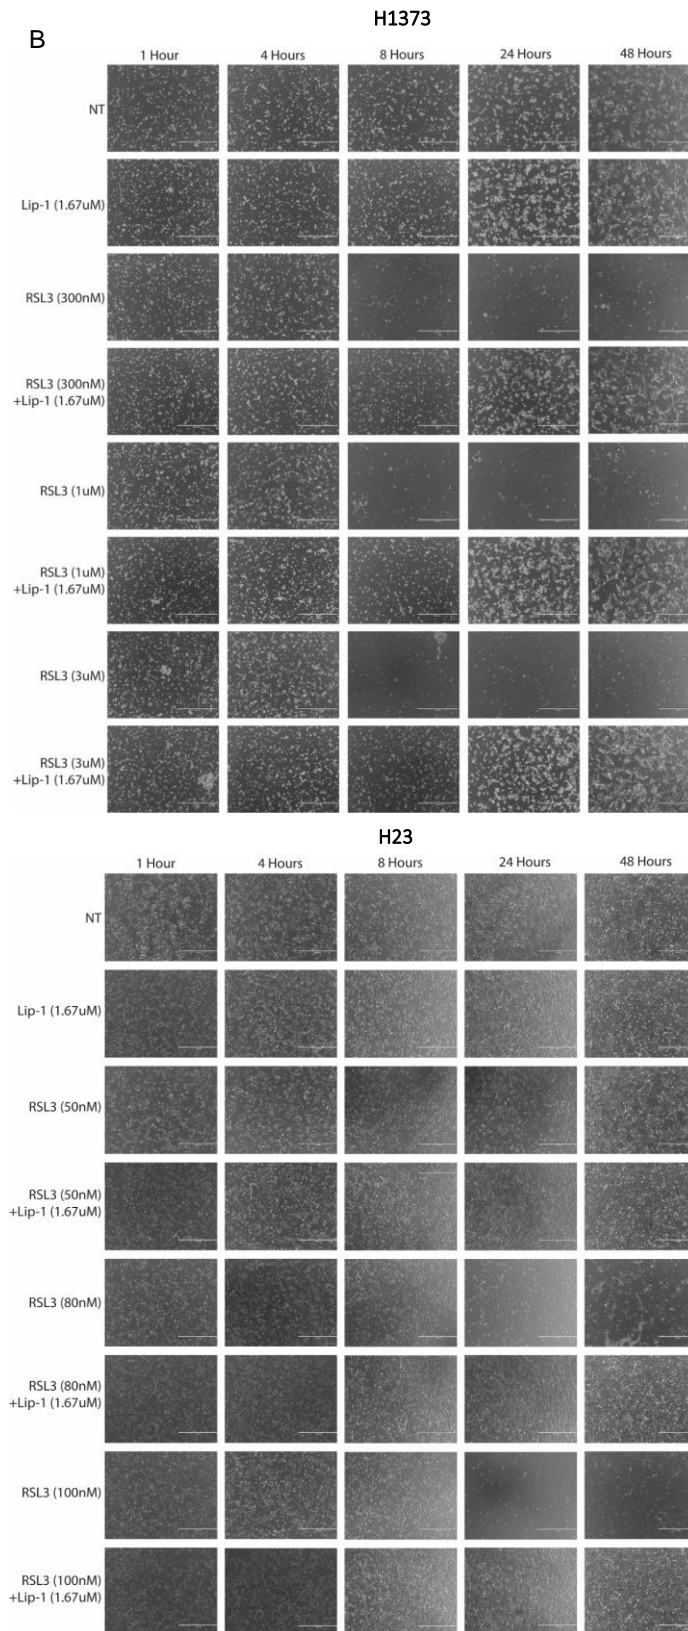 H1373
B
1 Hour 4 Hours 8 Hours 24 Hours 48 Hours
NT
Lip-1 (1.67uM)
RSL3 (300nM)
RSL3 (300nM)
+Lip-1 (1.67uM)
RSL3 (1uM)
RSL3 (1uM)
+Lip-1 (1.67uM)
RSL3 (3uM)
RSL3 (3uM)
+Lip-1 (1.67uM)
H23
1 Hour 4 Hours 8 Hours 24 Hours 48 Hours
NT
Lip-1 (1.67uM)
RSL3 (50nM)
RSL3 (50nM)
+Lip-1 (1.67uM)
RSL3 (80nM)
RSL3 (80nM)
+Lip-1 (1.67uM)
RSL3 (100nM)
RSL3 (100nM)
+Lip-1 (1.67uM)